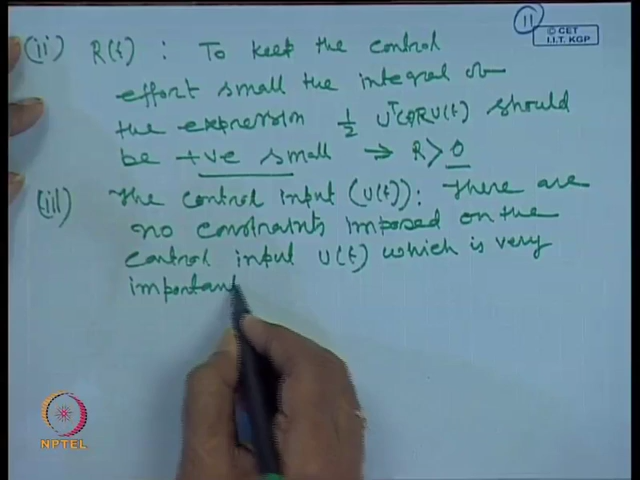 11
© CET
I.I.T. KGP
(ii) R(t) : To keep the control
effort small the integral of
the expression 1/2 Uᵀ(t)RU(t) should
be +ve small → R > 0
(iii) The control input (U(t)) : There are
no constraints imposed on the
control input U(t) which is very
important
NPTEL